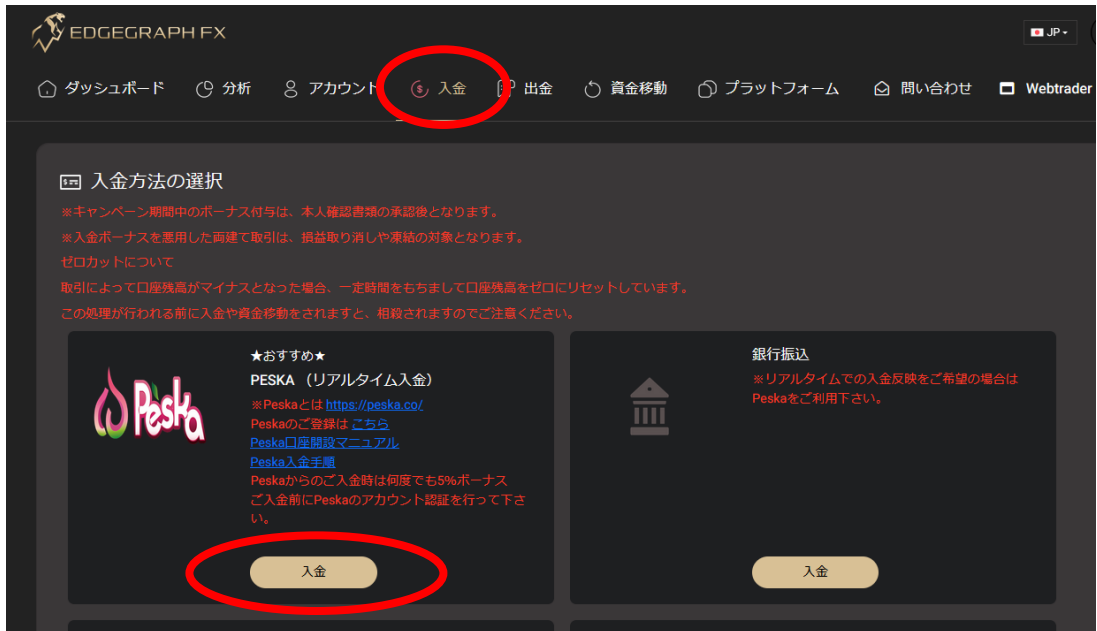 EDGEGRAPH FX
JP
ダッシュボード 分析 アカウント 入金 出金 資金移動 プラットフォーム 問い合わせ Webtrader
入金方法の選択
※キャンペーン期間中のボーナス付与は、本人確認書類の承認後となります。
※入金ボーナスを悪用した両建て取引は、損益取り消しや凍結の対象となります。
ゼロカットについて
取引によって口座残高がマイナスとなった場合、一定時間をもちまして口座残高をゼロにリセットしています。
この処理が行われる前に入金や資金移動をされますと、相殺されますのでご注意ください。
Peska
★おすすめ★
PESKA （リアルタイム入金）
※Peskaとは https://peska.co/
Peskaのご登録は こちら
Peska口座開設マニュアル
Peska入金手順
Peskaからのご入金時は何度でも5%ボーナス
ご入金前にPeskaのアカウント認証を行って下さ
い。
入金
銀行振込
※リアルタイムでの入金反映をご希望の場合は
Peskaをご利用下さい。
入金